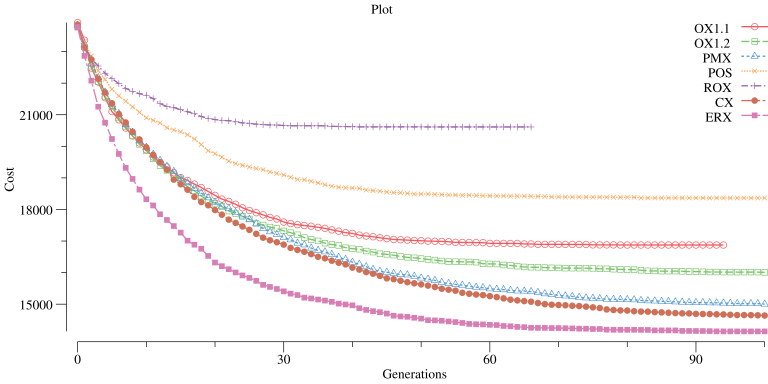 Plot
OX1.1
OX1.2
PMX
POS
ROX
CX
ERX
Cost
21000
18000
15000
0 30 60 90
Generations